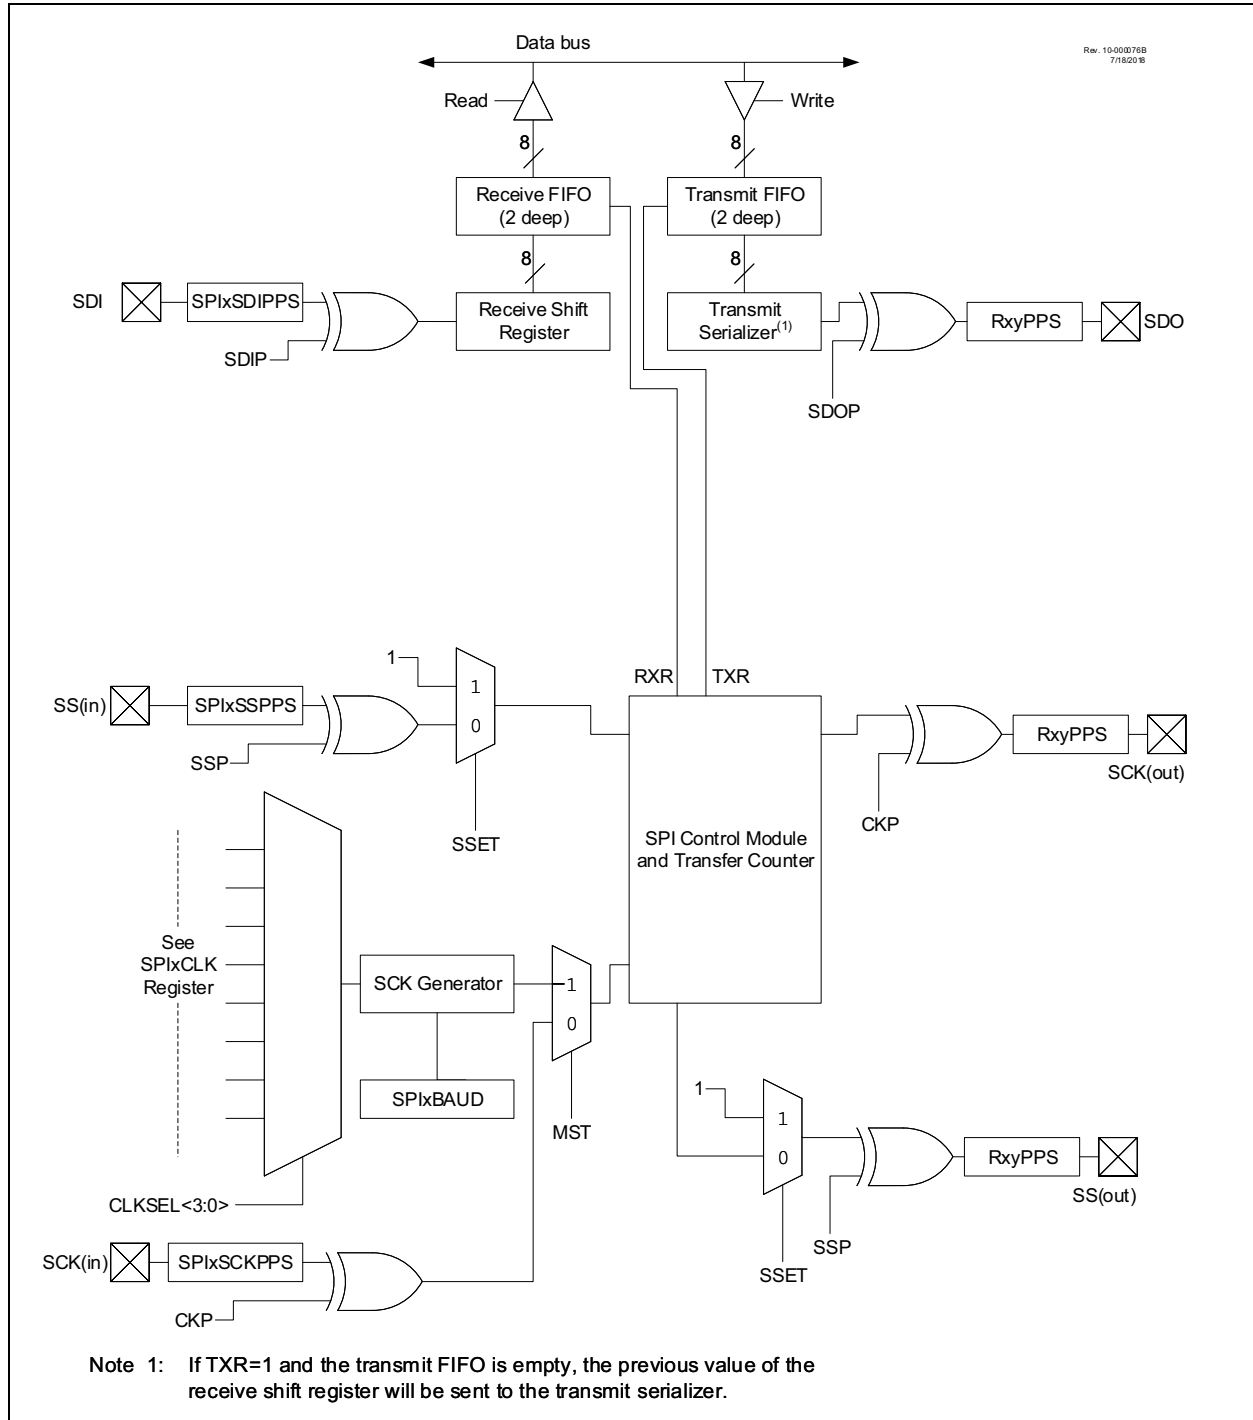 Data bus
Rev. 10-000076B
7/18/2018
Read
Write
8
8
Receive FIFO
(2 deep)
Transmit FIFO
(2 deep)
8
8
SDI
SPIxSDIPPS
SDIP
Receive Shift
Register
Transmit
Serializer(1)
SDOP
RxyPPS
SDO
RXR
TXR
SS(in)
SPIxSSPPS
SSP
1
1
0
SSET
SPI Control Module
and Transfer Counter
CKP
RxyPPS
SCK(out)
See
SPIxCLK
Register
CLKSEL<3:0>
SCK Generator
SPIxBAUD
1
0
MST
SCK(in)
SPIxSCKPPS
CKP
1
1
0
SSET
SSP
RxyPPS
SS(out)
Note 1: If TXR=1 and the transmit FIFO is empty, the previous value of the
receive shift register will be sent to the transmit serializer.